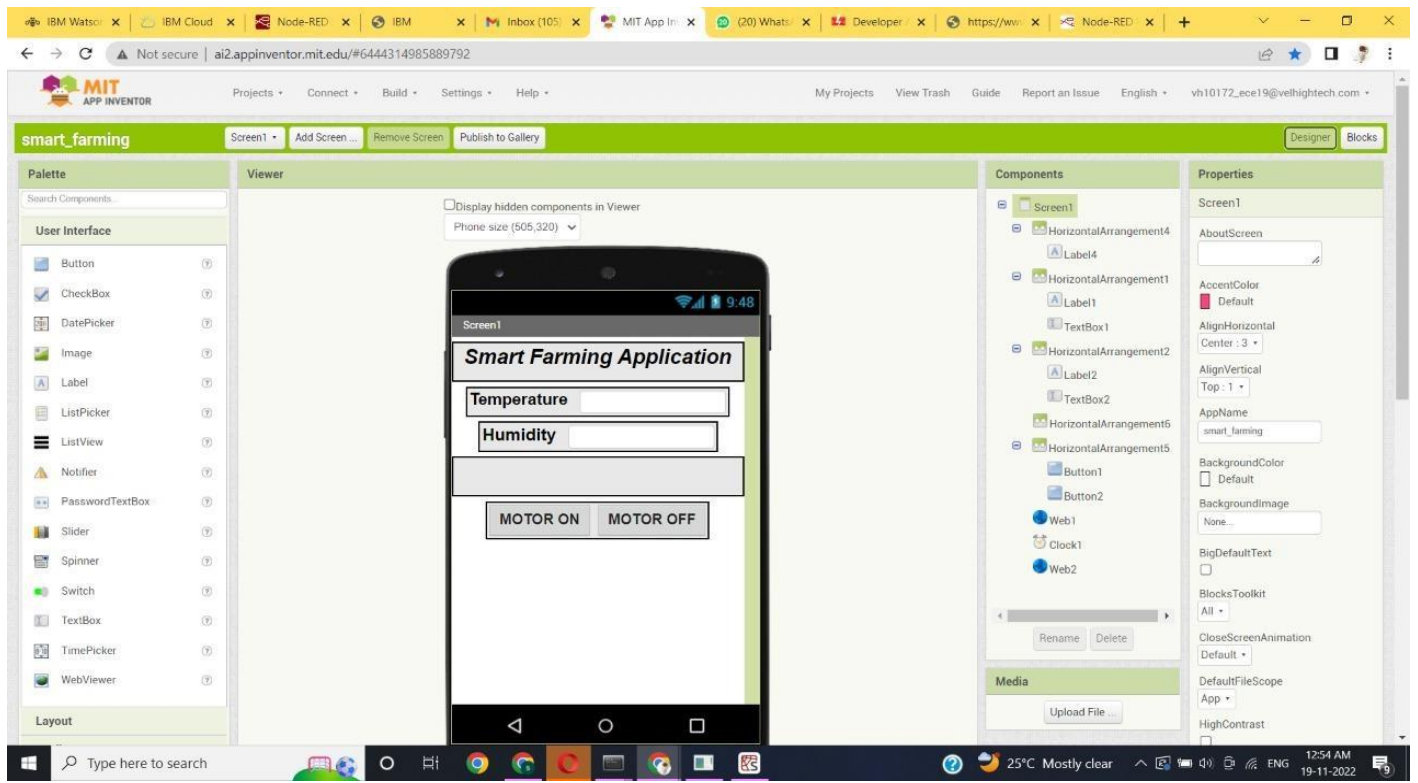 IBM Watson
IBM Cloud
Node-RED
IBM
Inbox (105)
MIT App In
(20) Whats
Developer
https://ww
Node-RED
Not secure | ai2.appinventor.mit.edu/#6444314985889792
MIT
APP INVENTOR
Projects
Connect
Build
Settings
Help
My Projects
View Trash
Guide
Report an Issue
English
vh10172_ece19@velhightech.com
smart_farming
Screen1
Add Screen ...
Remove Screen
Publish to Gallery
Designer
Blocks
Palette
Search Components...
User Interface
Button
CheckBox
DatePicker
Image
Label
ListPicker
ListView
Notifier
PasswordTextBox
Slider
Spinner
Switch
TextBox
TimePicker
WebViewer
Layout
Viewer
Display hidden components in Viewer
Phone size (505,320)
9:48
Screen1
Smart Farming Application
Temperature
Humidity
MOTOR ON
MOTOR OFF
Components
Screen1
HorizontalArrangement4
Label4
HorizontalArrangement1
Label1
TextBox1
HorizontalArrangement2
Label2
TextBox2
HorizontalArrangement6
HorizontalArrangement5
Button1
Button2
Web1
Clock1
Web2
Rename
Delete
Media
Upload File ...
Properties
Screen1
AboutScreen
AccentColor
Default
AlignHorizontal
Center : 3
AlignVertical
Top : 1
AppName
smart_farming
BackgroundColor
Default
BackgroundImage
None...
BigDefaultText
BlocksToolkit
All
CloseScreenAnimation
Default
DefaultFileScope
App
HighContrast
Type here to search
25°C Mostly clear
ENG
12:54 AM
19-11-2022